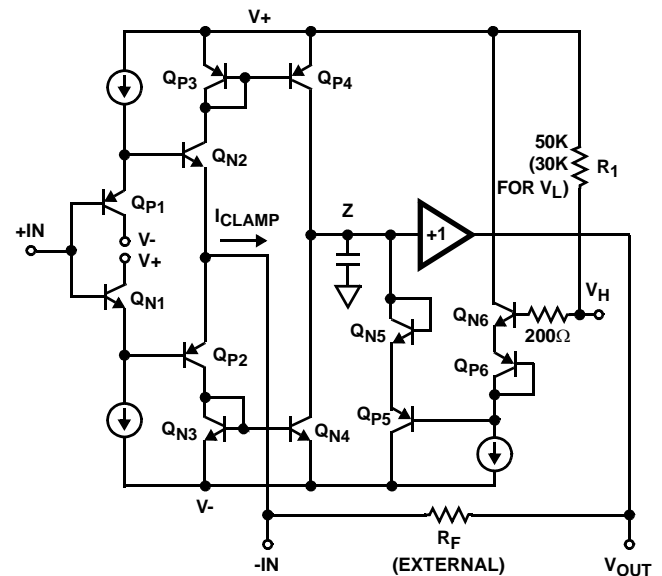 V+
QP3
QP4
QN2
50K
(30K
FOR VL)
R1
QP1
ICLAMP
Z
+IN
V-
V+
+1
VH
QN1
QN5
QN6
200Ω
QP2
QP6
QP5
QN3
QN4
V-
RF
-IN
(EXTERNAL)
VOUT